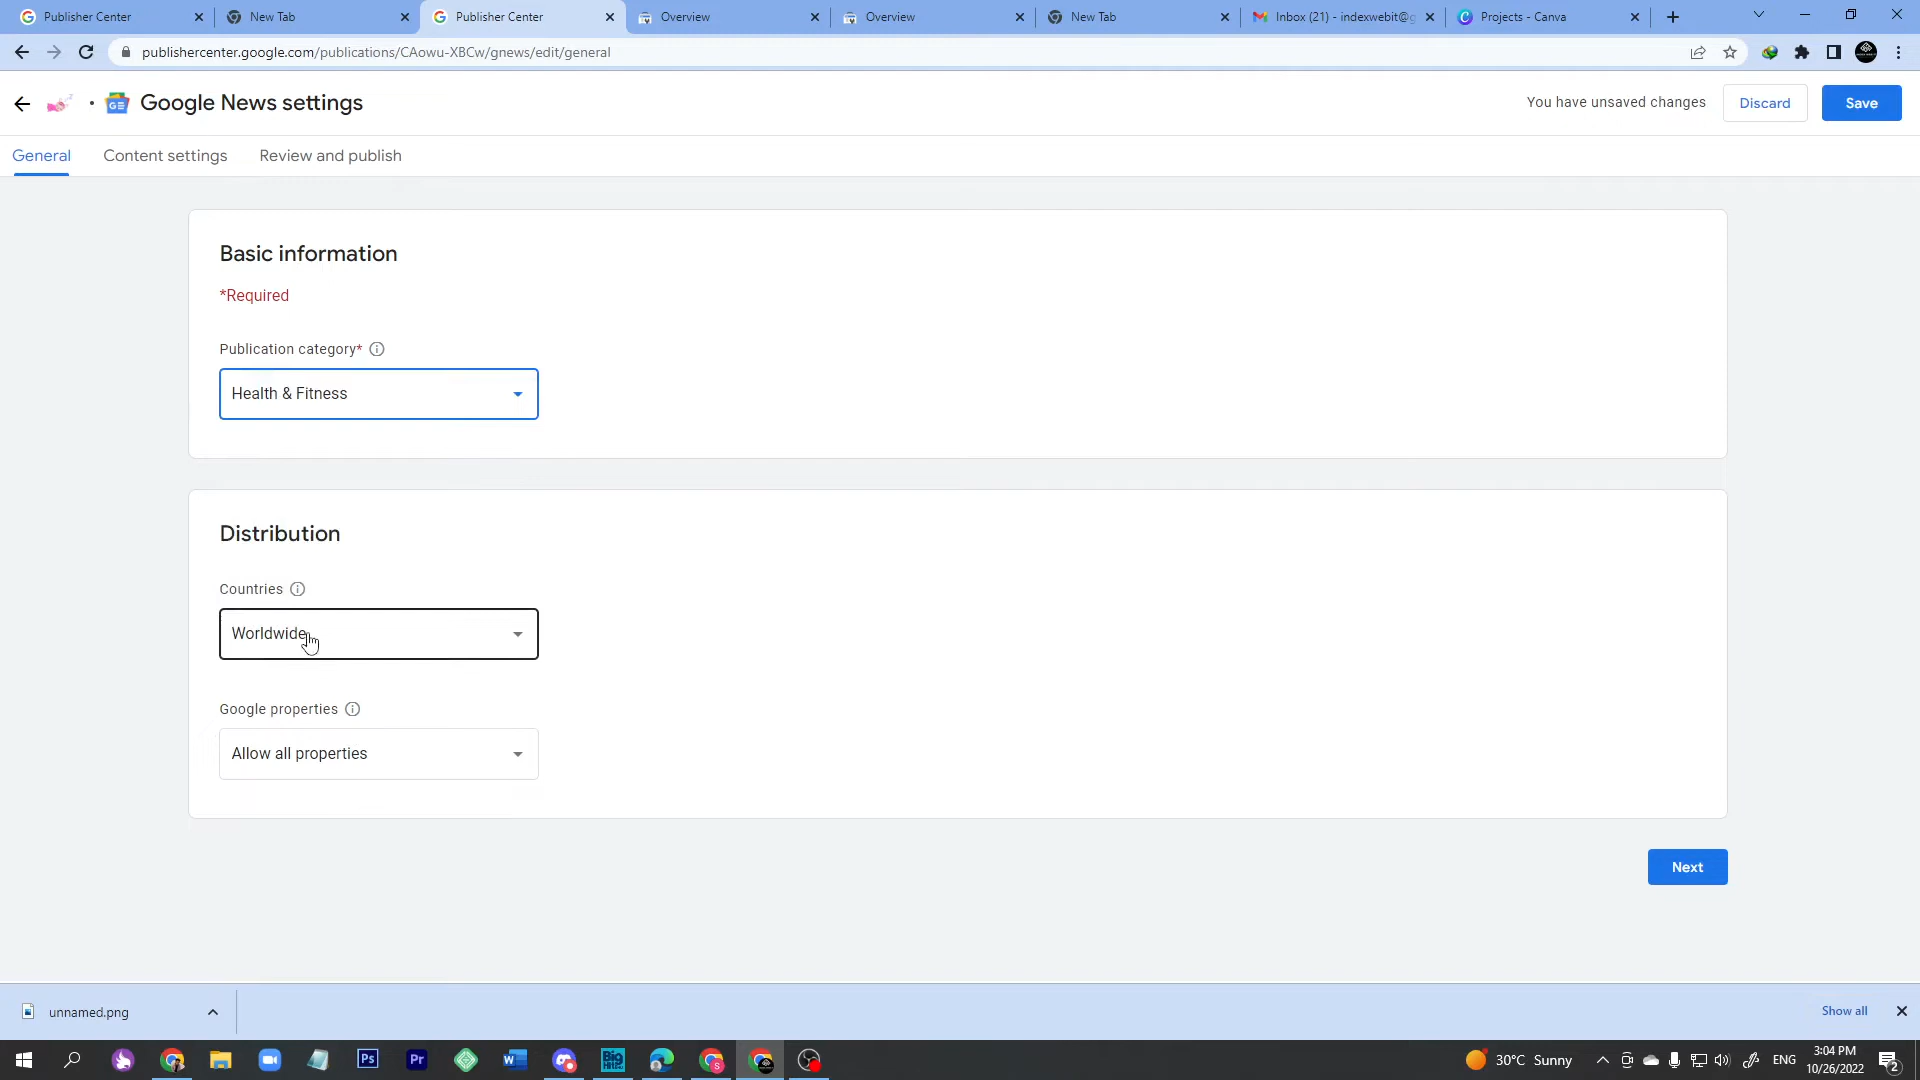 Publisher Center
New Tab
Publisher Center
Overview
Overview
New Tab
Inbox (21) - indexwebit@g
Projects - Canva
publishercenter.google.com/publications/CAowu-XBCw/gnews/edit/general
Google News settings
You have unsaved changes
Discard
Save
General
Content settings
Review and publish
Basic information
*Required
Publication category*
Health & Fitness
Distribution
Countries
Worldwide
Google properties
Allow all properties
Next
unnamed.png
Show all
30°C Sunny
ENG
3:04 PM
10/26/2022
2